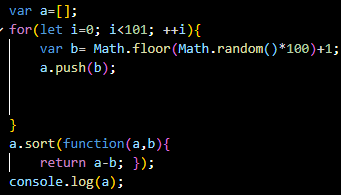 var a=[];
for(let i=0; i<101; ++i){
var b= Math.floor(Math.random()*100)+1;
a.push(b);
}
a.sort(function(a,b){
return a-b; });
console.log(a);